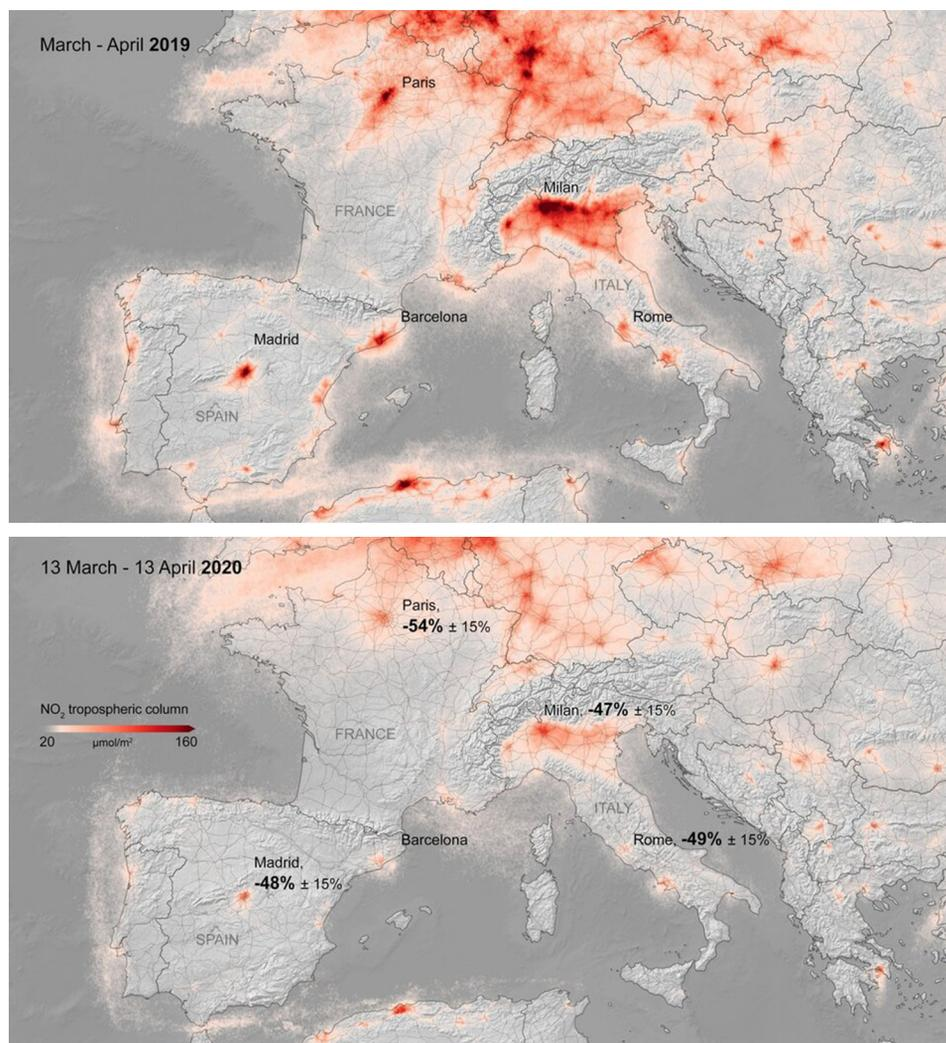 March - April 2019
Paris
Milan
FRANCE
ITALY
Barcelona
Rome
Madrid
SPAIN
13 March - 13 April 2020
Paris,
-54% ± 15%
NO2 tropospheric column
20 µmol/m² 160
Milan, -47% ± 15%
FRANCE
ITALY
Barcelona
Rome, -49% ± 15%
Madrid,
-48% ± 15%
SPAIN